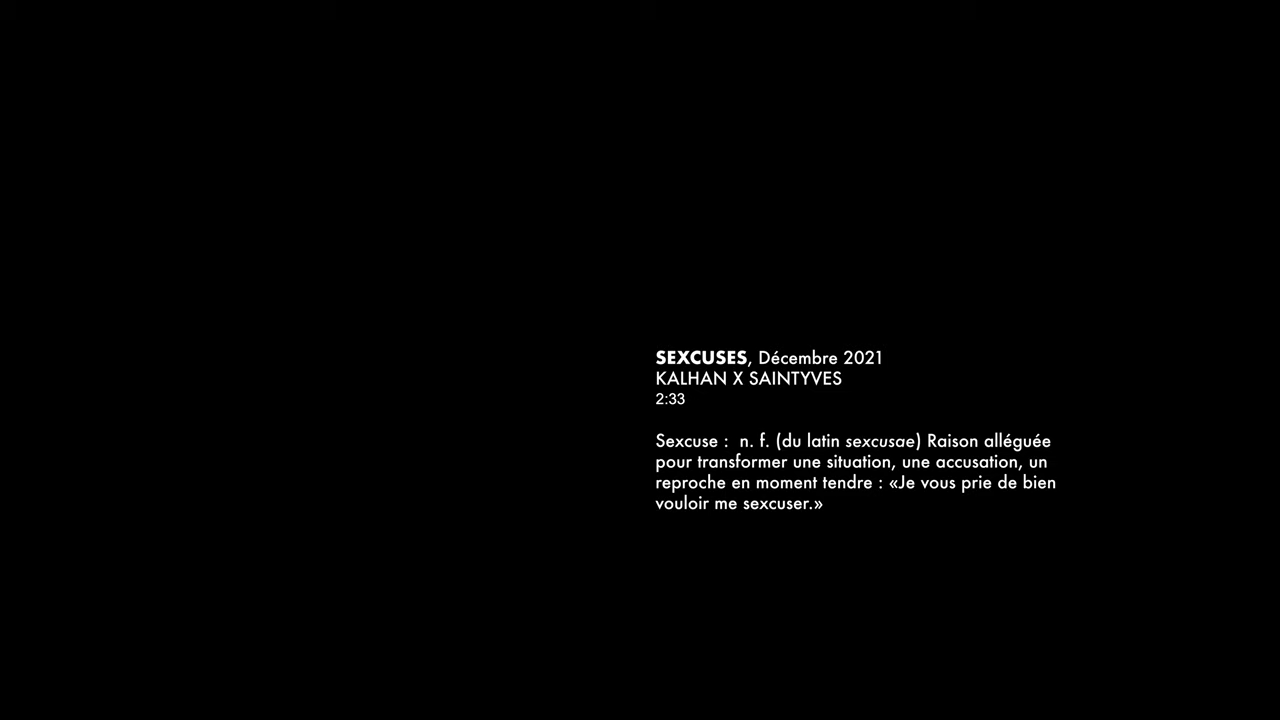 SEXCUSES, Décembre 2021
KALHAN X SAINTYVES
2:33
Sexcuse :  n. f. (du latin sexcusae) Raison alléguée
pour transformer une situation, une accusation, un
reproche en moment tendre : «Je vous prie de bien
vouloir me sexcuser.»